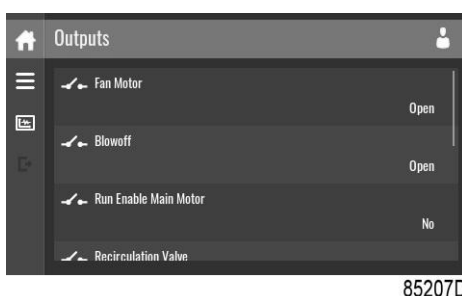 Outputs
Fan Motor
Open
Blowoff
Open
Run Enable Main Motor
No
Recirculation Valve
85207D